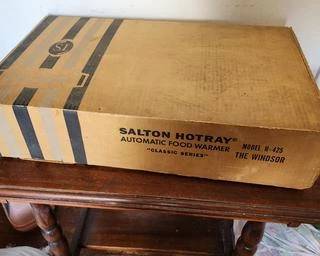 SALTON HOTRAY®
AUTOMATIC FOOD WARMER
"CLASSIC SERIES"
MODEL H-425
THE WINDSOR